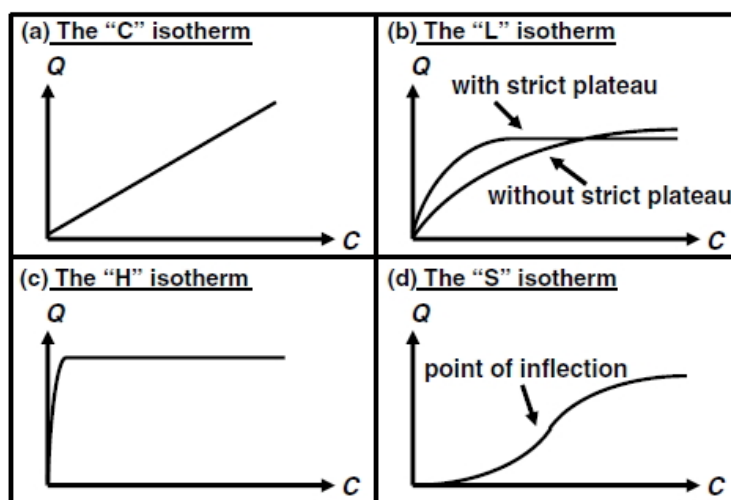 (a) The “C” isotherm
Q
C
(b) The “L” isotherm
Q
with strict plateau
without strict plateau
C
(c) The “H” isotherm
Q
C
(d) The “S” isotherm
Q
point of inflection
C